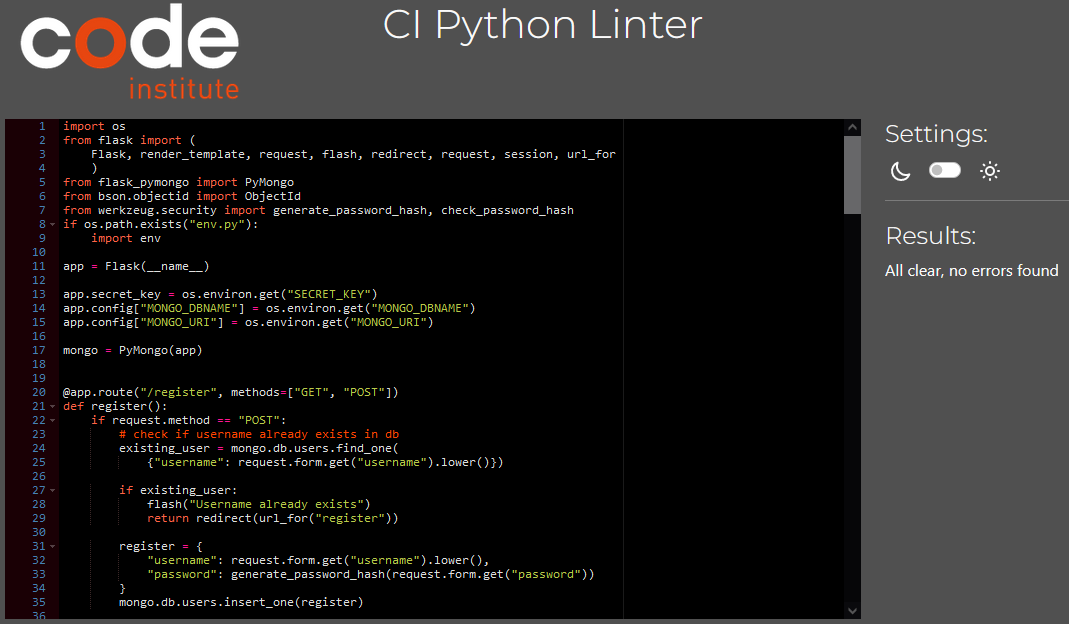 code
institute
CI Python Linter
1 import os
2 from flask import (
3     Flask, render_template, request, flash, redirect, request, session, url_for
4     )
5 from flask_pymongo import PyMongo
6 from bson.objectid import ObjectId
7 from werkzeug.security import generate_password_hash, check_password_hash
8 if os.path.exists("env.py"):
9     import env
10
11 app = Flask(__name__)
12
13 app.secret_key = os.environ.get("SECRET_KEY")
14 app.config["MONGO_DBNAME"] = os.environ.get("MONGO_DBNAME")
15 app.config["MONGO_URI"] = os.environ.get("MONGO_URI")
16
17 mongo = PyMongo(app)
18
19
20 @app.route("/register", methods=["GET", "POST"])
21 def register():
22     if request.method == "POST":
23         # check if username already exists in db
24         existing_user = mongo.db.users.find_one(
25             {"username": request.form.get("username").lower()})
26
27         if existing_user:
28             flash("Username already exists")
29             return redirect(url_for("register"))
30
31         register = {
32             "username": request.form.get("username").lower(),
33             "password": generate_password_hash(request.form.get("password"))
34         }
35         mongo.db.users.insert_one(register)
36
Settings:
Results:
All clear, no errors found